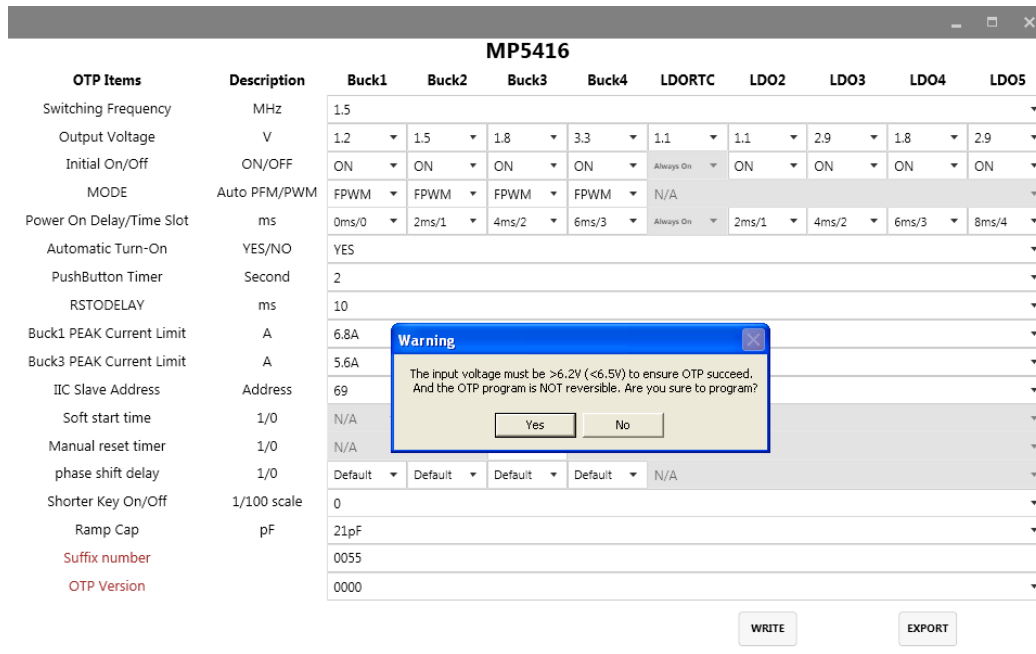 MP5416
OTP Items Description Buck1 Buck2 Buck3 Buck4 LDORTC LDO2 LDO3 LDO4 LDO5
Switching Frequency MHz 1.5
Output Voltage V 1.2 1.5 1.8 3.3 1.1 1.1 2.9 1.8 2.9
Initial On/Off ON/OFF ON ON ON ON Always On ON ON ON ON
MODE Auto PFM/PWM FPWM FPWM FPWM FPWM N/A
Power On Delay/Time Slot ms 0ms/0 2ms/1 4ms/2 6ms/3 Always On 2ms/1 4ms/2 6ms/3 8ms/4
Automatic Turn-On YES/NO YES
PushButton Timer Second 2
RSTODELAY ms 10
Buck1 PEAK Current Limit A 6.8A
Buck3 PEAK Current Limit A 5.6A
IIC Slave Address Address 69
Soft start time 1/0 N/A
Manual reset timer 1/0 N/A
phase shift delay 1/0 Default Default Default Default N/A
Shorter Key On/Off 1/100 scale 0
Ramp Cap pF 21pF
Suffix number 0055
OTP Version 0000
WRITE EXPORT
Warning
The input voltage must be >6.2V (<6.5V) to ensure OTP succeed.
And the OTP program is NOT reversible. Are you sure to program?
Yes No